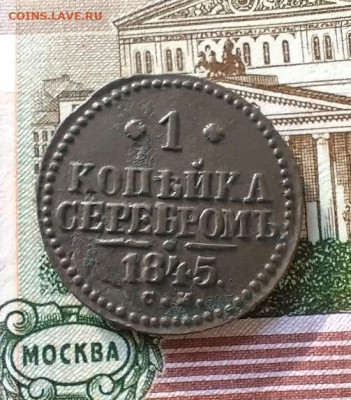 COINS.LAVE.RU
• 1 •
КОПѢЙКА
СЕРЕБРОМЪ
1845.
С.М.
МОСКВА